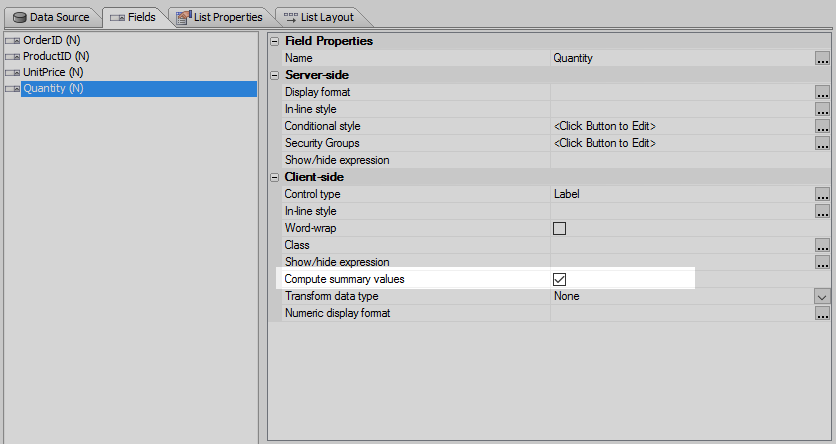 Data Source Fields List Properties List Layout
OrderID (N)
ProductID (N)
UnitPrice (N)
Quantity (N)
Field Properties
Name Quantity ...
Server-side
Display format ...
In-line style ...
Conditional style <Click Button to Edit> ...
Security Groups <Click Button to Edit> ...
Show/hide expression
Client-side
Control type Label ...
In-line style ...
Word-wrap
Class ...
Show/hide expression ...
Compute summary values
Transform data type None
Numeric display format ...